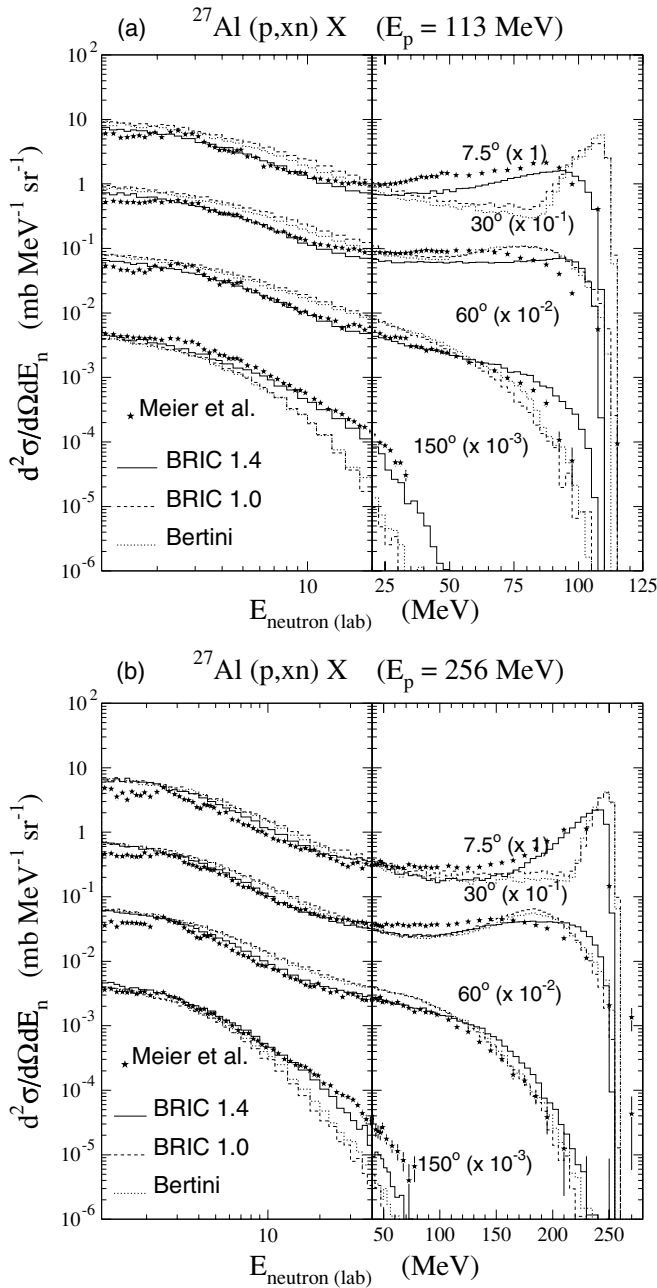 (a) ²⁷Al (p,xn) X (Eₚ = 113 MeV)
10²
10
1
10⁻¹
10⁻²
10⁻³
10⁻⁴
10⁻⁵
10⁻⁶
d²σ/dΩdEₙ (mb MeV⁻¹ sr⁻¹)
7.5° (x 1)
30° (x 10⁻¹)
60° (x 10⁻²)
150° (x 10⁻³)
Meier et al.
BRIC 1.4
BRIC 1.0
Bertini
10 25 50 75 100 125
E neutron (lab) (MeV)
(b) ²⁷Al (p,xn) X (Eₚ = 256 MeV)
10²
10
1
10⁻¹
10⁻²
10⁻³
10⁻⁴
10⁻⁵
10⁻⁶
d²σ/dΩdEₙ (mb MeV⁻¹ sr⁻¹)
7.5° (x 1)
30° (x 10⁻¹)
60° (x 10⁻²)
150° (x 10⁻³)
Meier et al.
BRIC 1.4
BRIC 1.0
Bertini
10 50 100 150 200 250
E neutron (lab) (MeV)